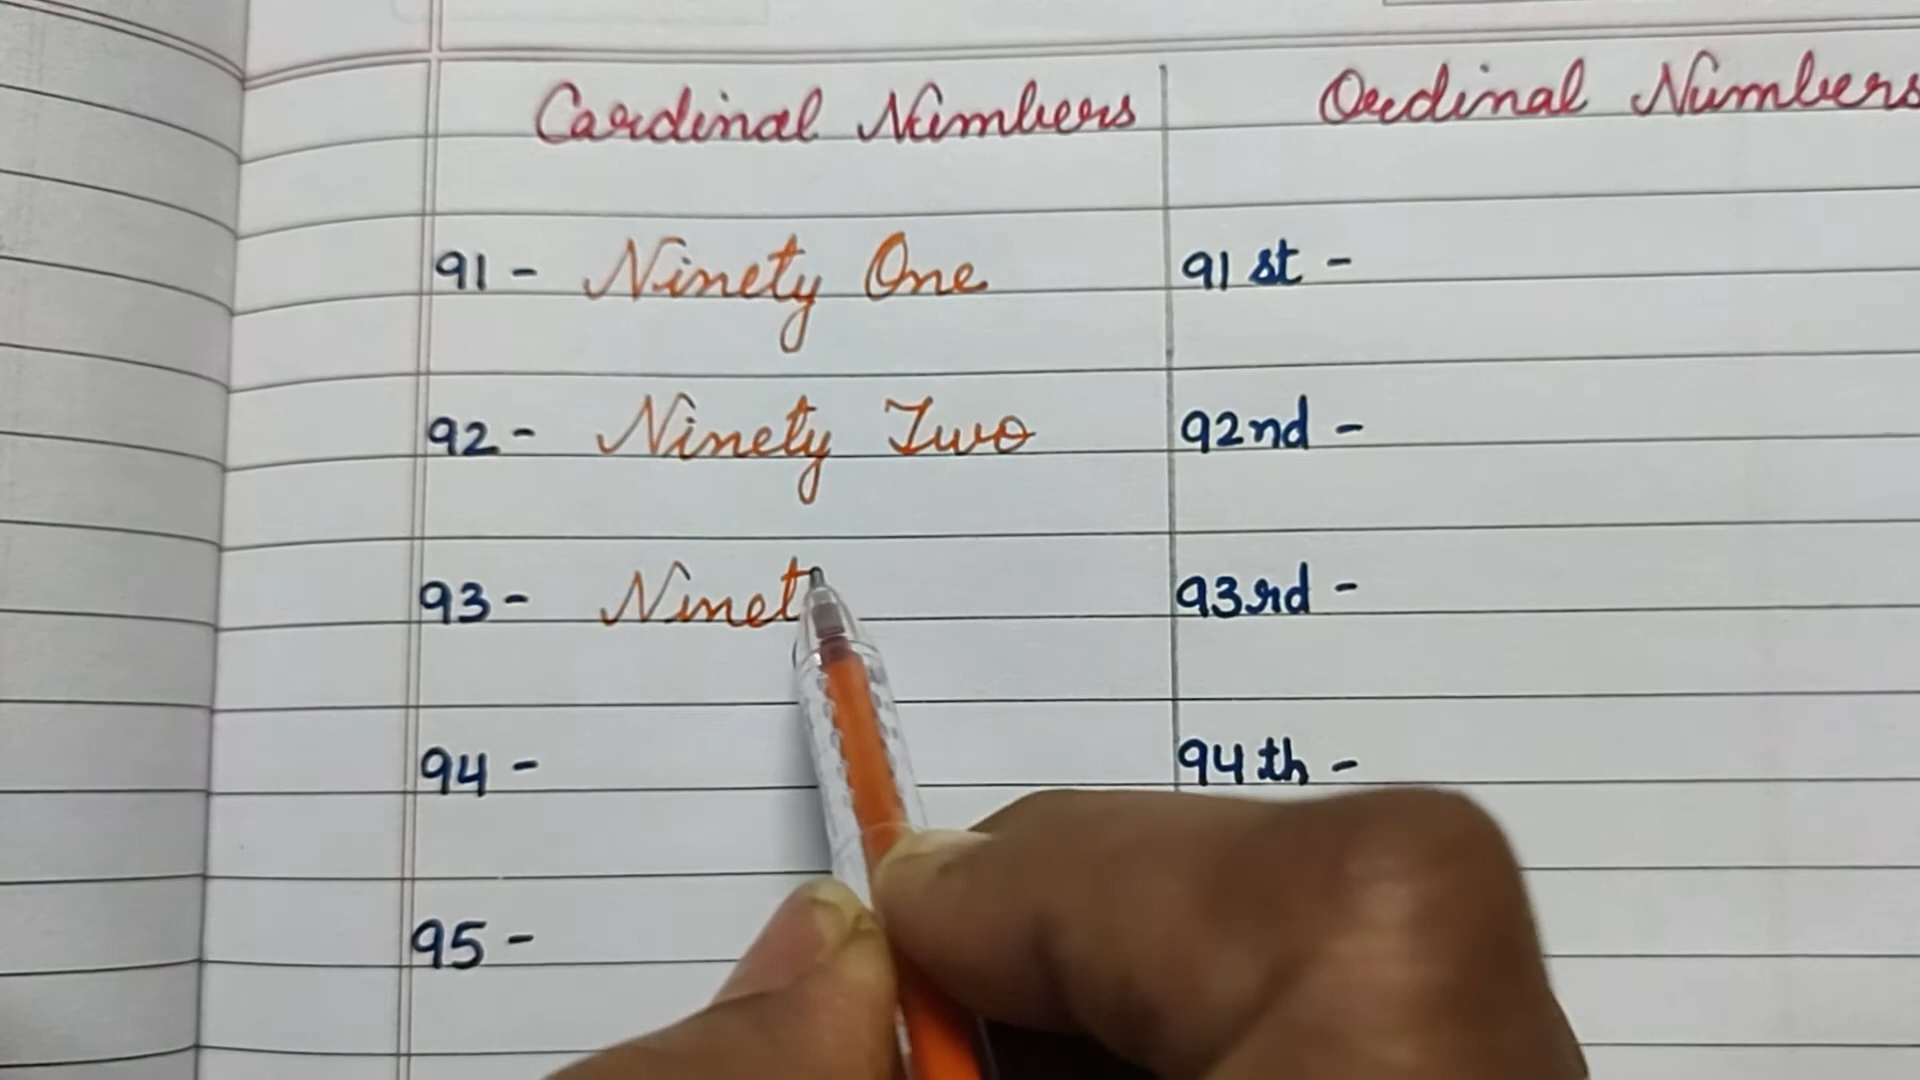 Cardinal Numbers Ordinal Numbers
91 - Ninety One 91st -
92 - Ninety Two 92nd -
93 - Ninet 93rd -
94 - 94th -
95 -